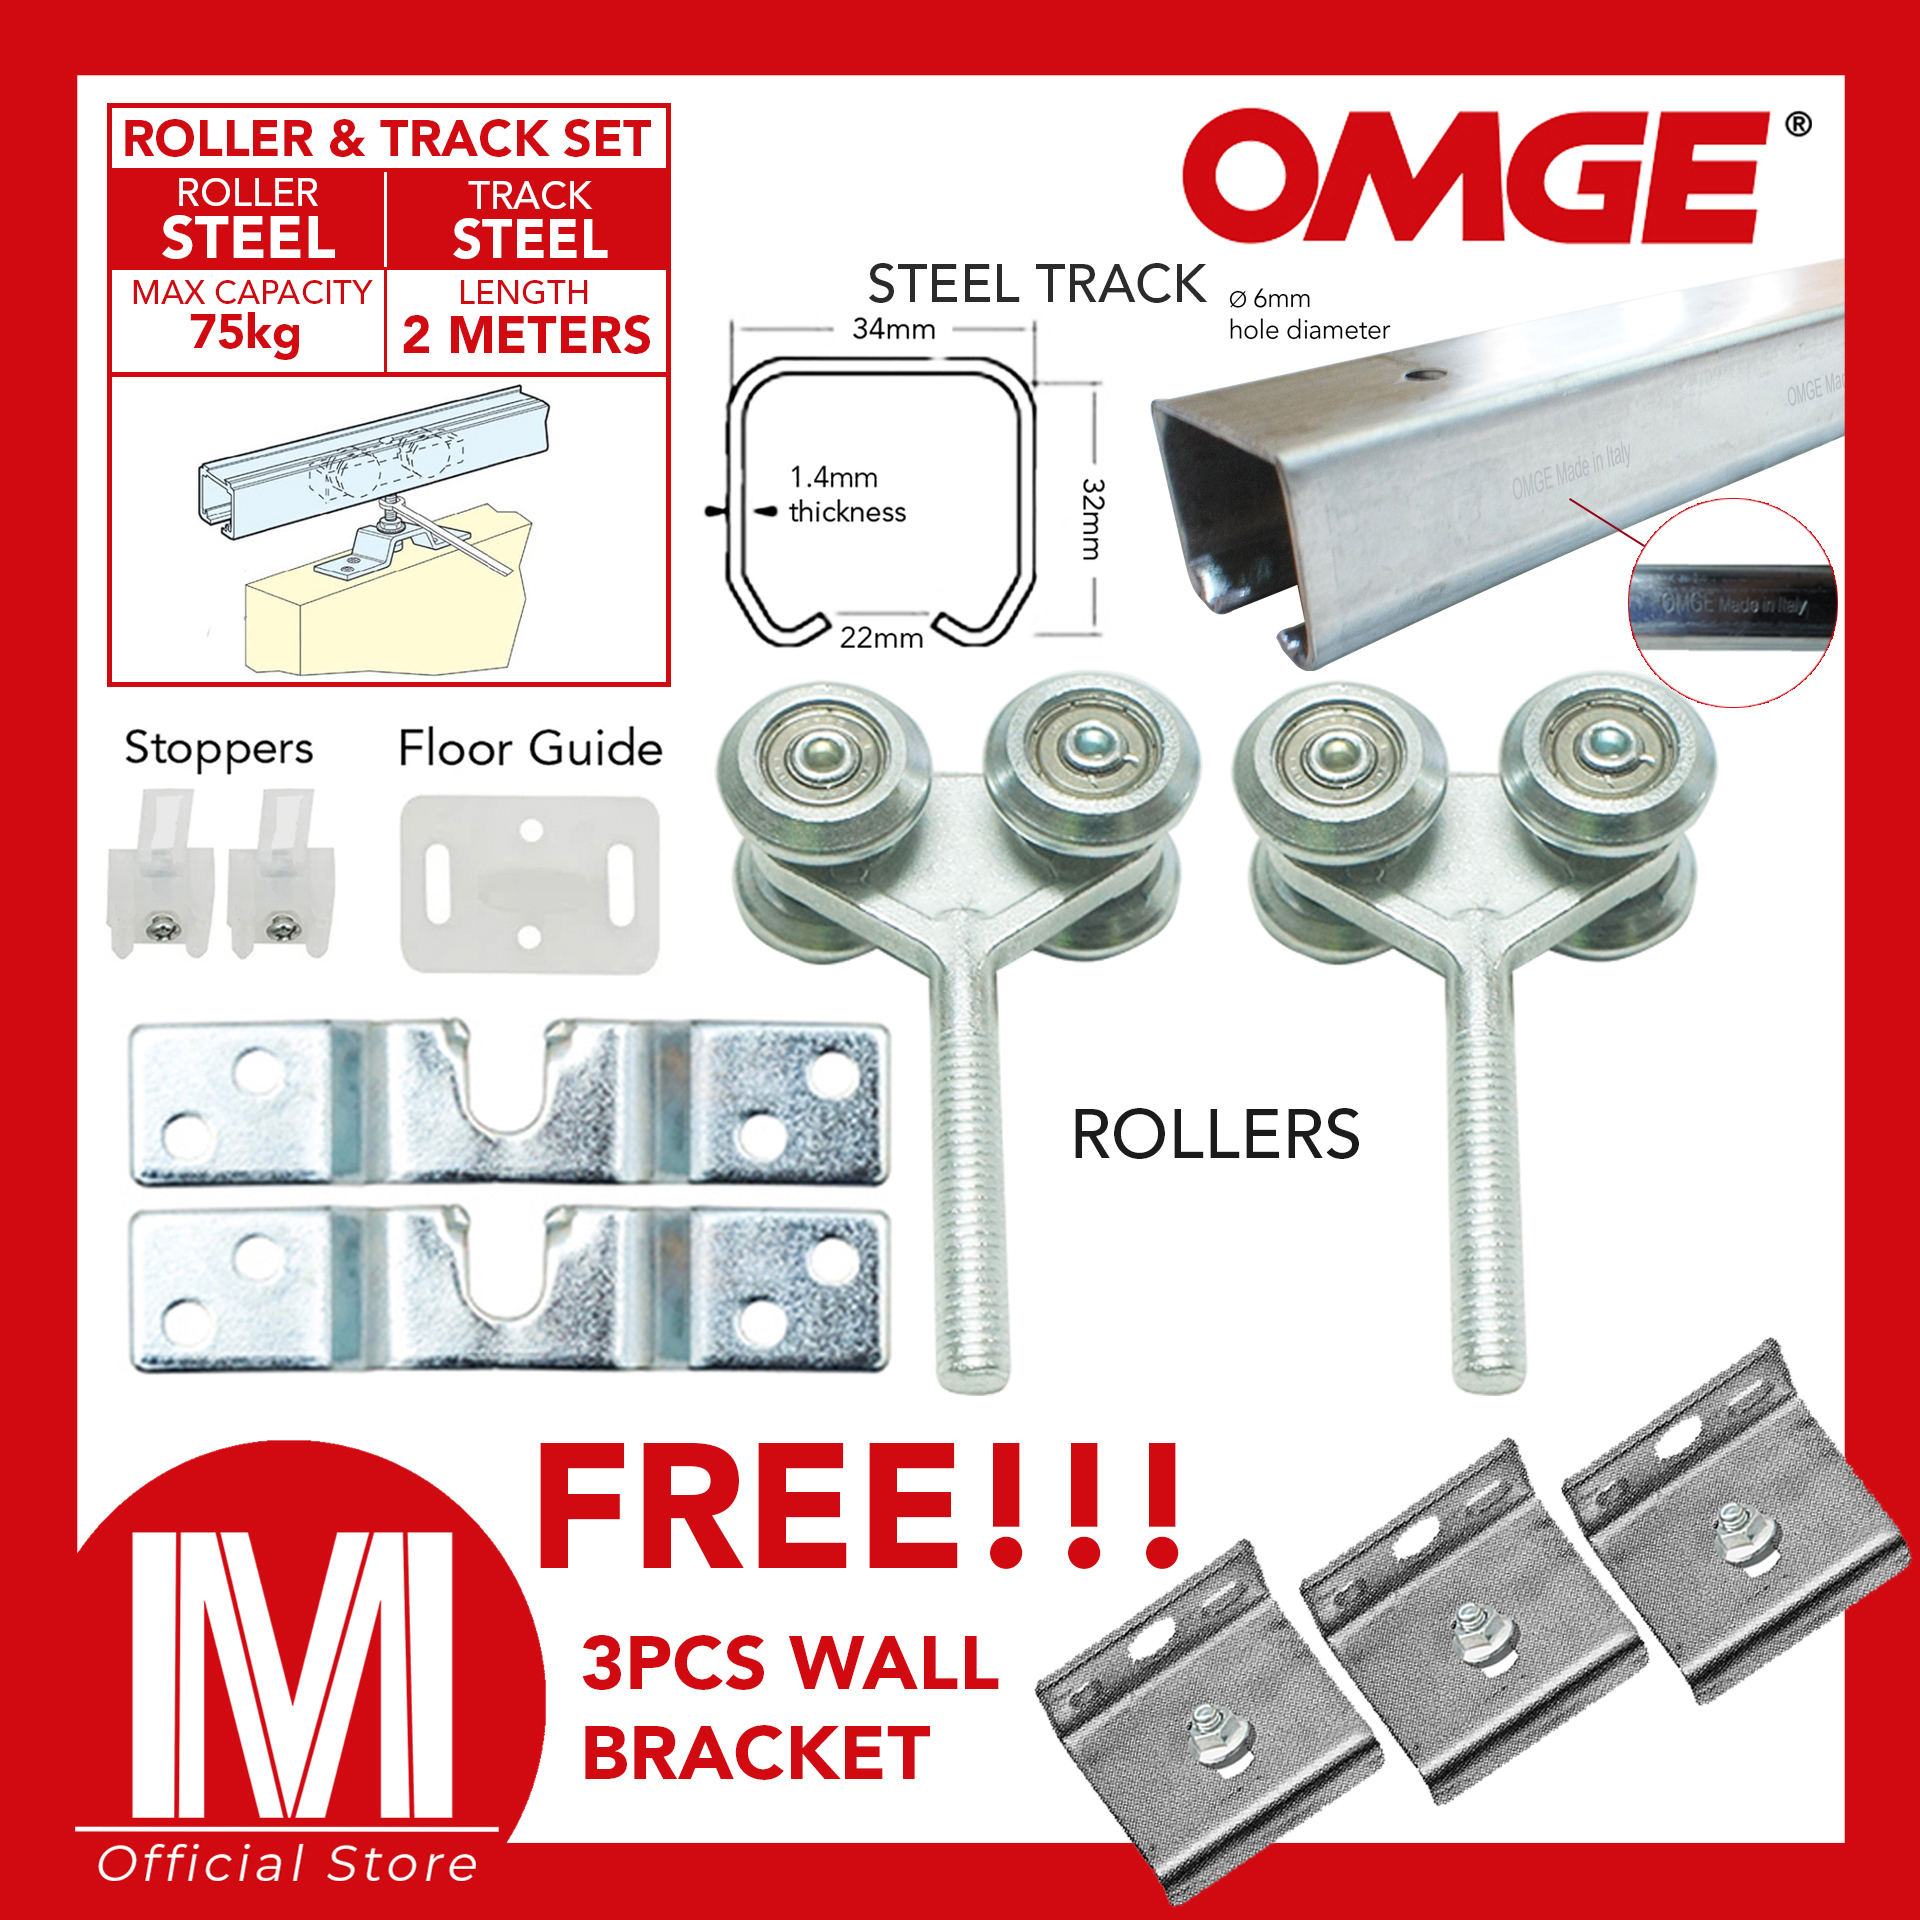 ROLLER & TRACK SET
ROLLER
STEEL
TRACK
STEEL
MAX CAPACITY
75kg
LENGTH
2 METERS
OMGE®
STEEL TRACK
Ø 6mm
hole diameter
34mm
1.4mm
thickness
32mm
22mm
OMGE Made in Italy
OMGE Mad
OMGE Made in Italy
Stoppers
Floor Guide
ROLLERS
FREE!!!
3PCS WALL
BRACKET
M
Official Store